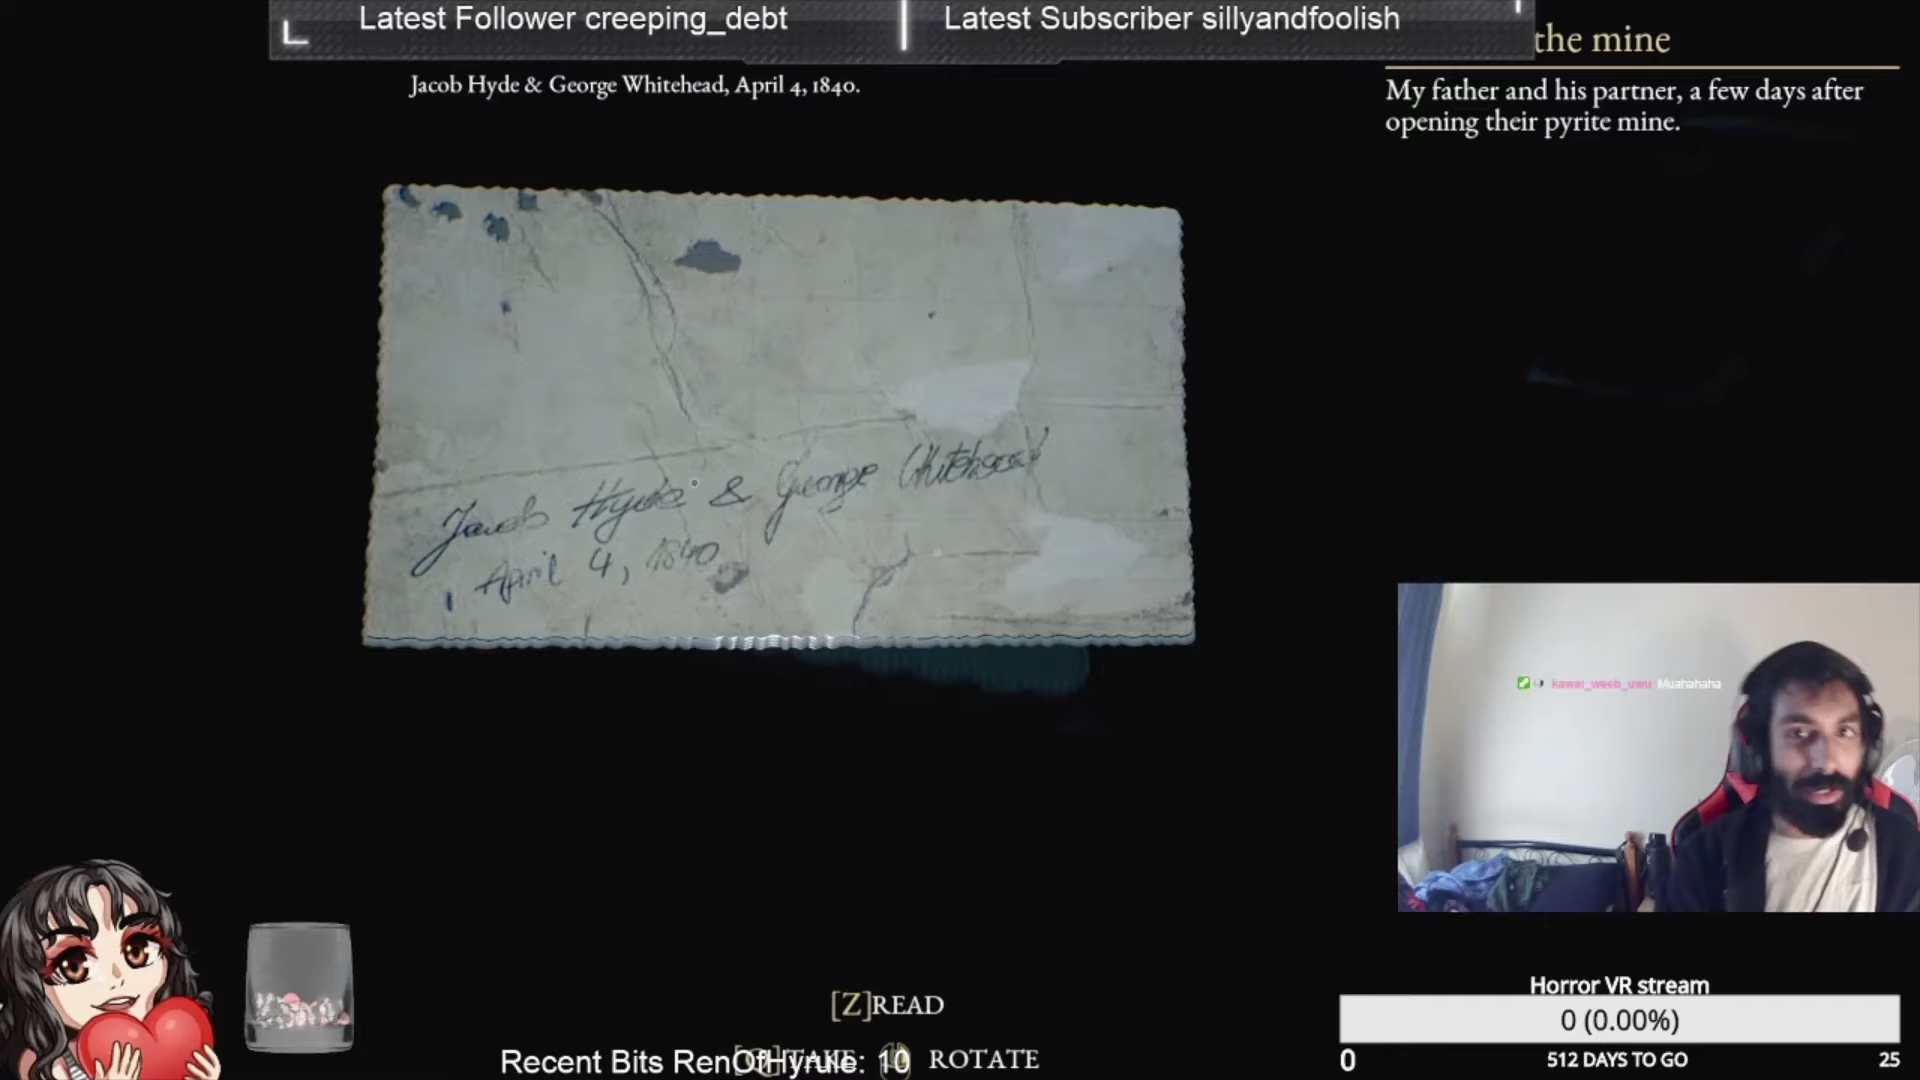 Latest Follower creeping_debt
Latest Subscriber sillyandfoolish
the mine
Jacob Hyde & George Whitehead, April 4, 1840.
My father and his partner, a few days after
opening their pyrite mine.
Jacob Hyde & George Whitehead
April 4, 1840
kawai_weeb_uwu Muahahaha
[Z]READ
Recent Bits RenOfHyrule: 10
ROTATE
Horror VR stream
0 (0.00%)
0
512 DAYS TO GO
25